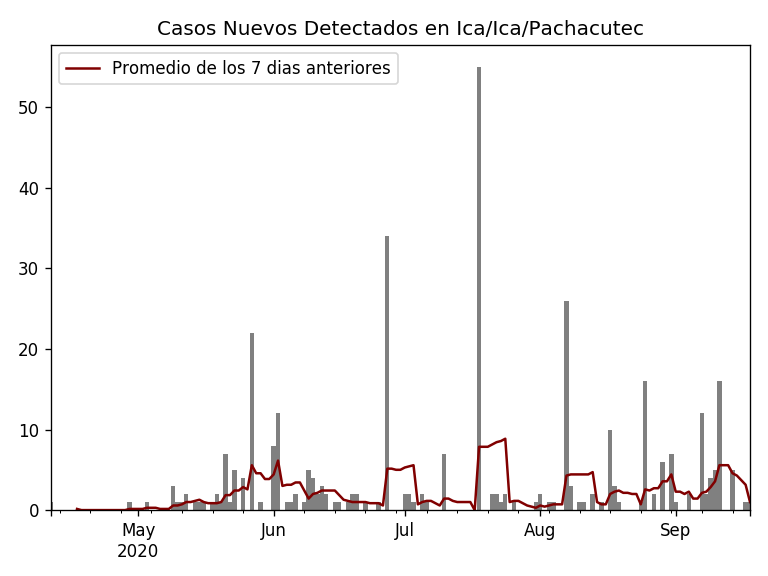 Casos Nuevos Detectados en Ica/Ica/Pachacutec
Promedio de los 7 dias anteriores
50
40
30
20
10
0
May Jun Jul Aug Sep
2020